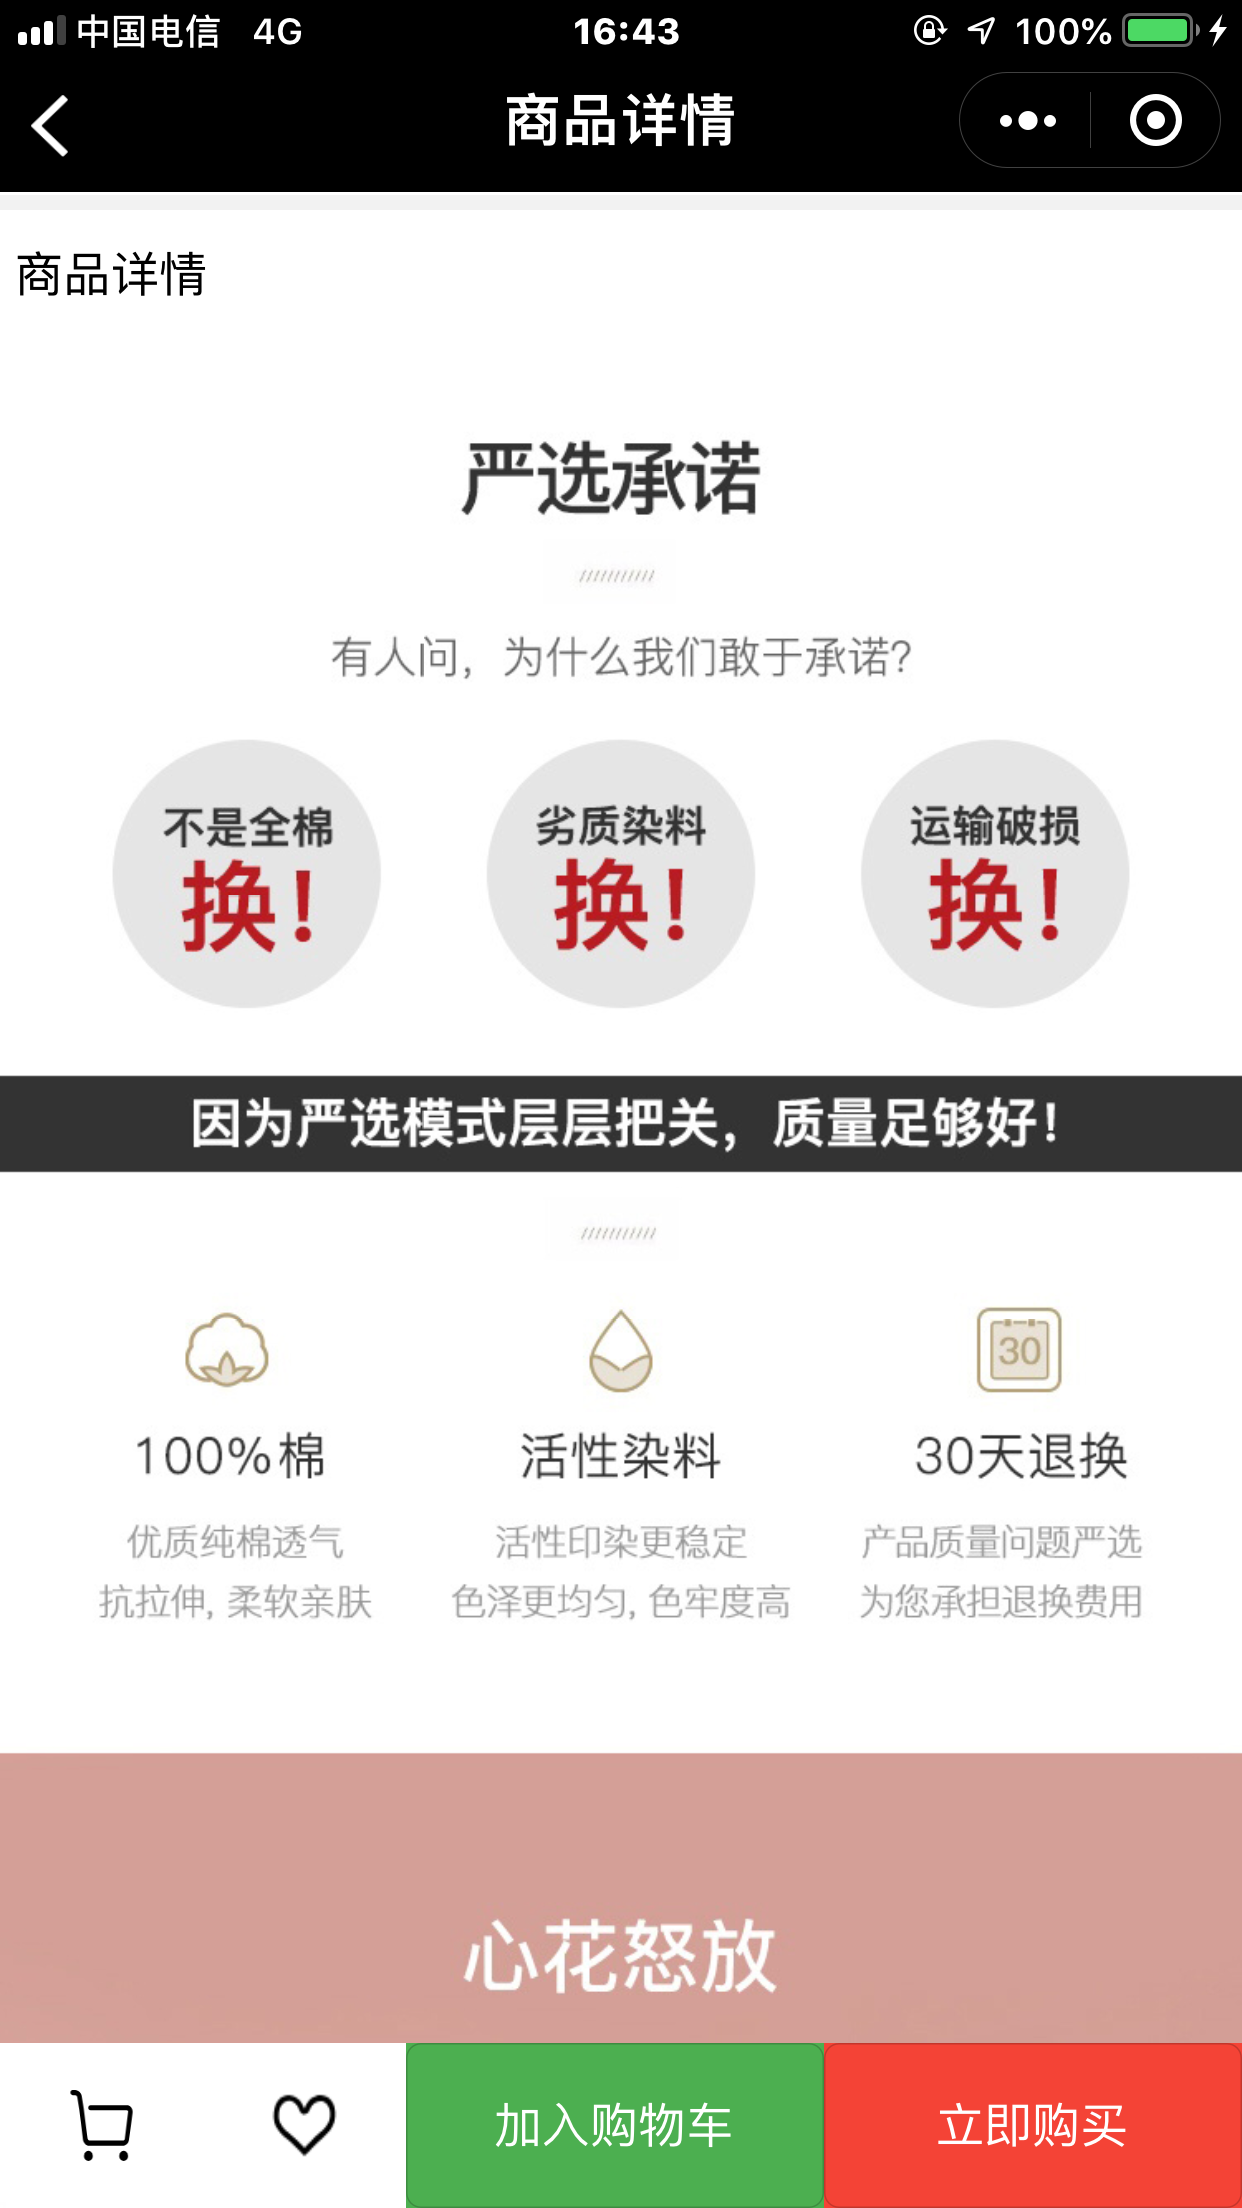 中国电信 4G 16:43 100%
商品详情
商品详情
严选承诺
有人问，为什么我们敢于承诺?
不是全棉 劣质染料 运输破损
换! 换! 换!
因为严选模式层层把关，质量足够好!
30
100%棉 活性染料 30天退换
优质纯棉透气 活性印染更稳定 产品质量问题严选
抗拉伸, 柔软亲肤 色泽更均匀, 色牢度高 为您承担退换费用
心花怒放
加入购物车 立即购买